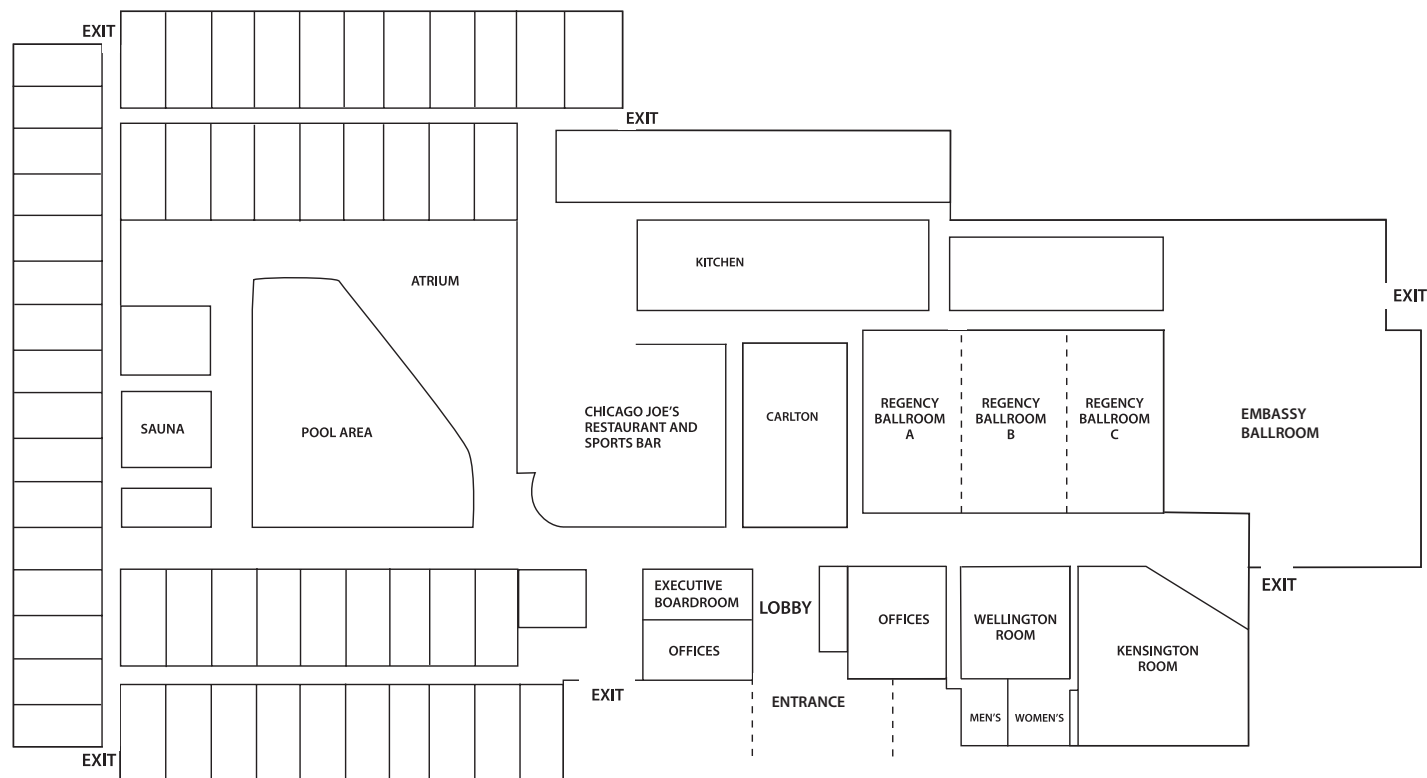 EXIT
EXIT
KITCHEN
ATRIUM
EXIT
CHICAGO JOE'S
RESTAURANT AND
SPORTS BAR
CARLTON
REGENCY
BALLROOM
A
REGENCY
BALLROOM
B
REGENCY
BALLROOM
C
EMBASSY
BALLROOM
SAUNA
POOL AREA
EXECUTIVE
BOARDROOM
LOBBY
OFFICES
WELLINGTON
ROOM
EXIT
OFFICES
KENSINGTON
ROOM
EXIT
ENTRANCE
MEN'S
WOMEN'S
EXIT